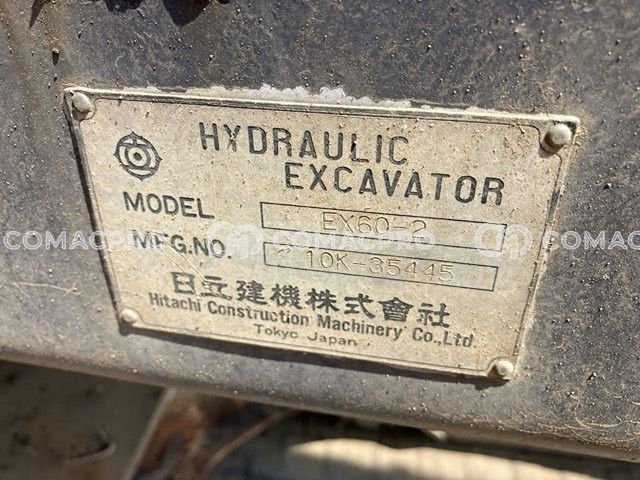 HYDRAULIC
EXCAVATOR
MODEL EX60-2
MFG.NO. 10K-35445
COMACPRO COMACPRO
日立建機株式會社
Hitachi Construction Machinery Co., Ltd.
Tokyo Japan